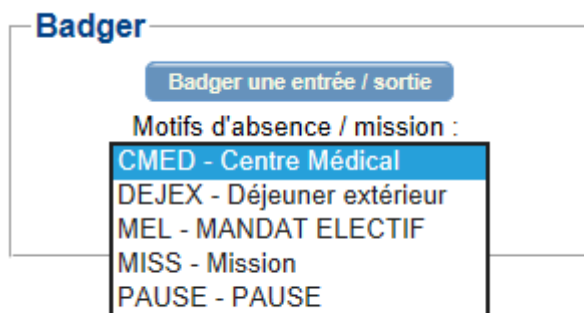 Badger
Badger une entrée / sortie
Motifs d'absence / mission :
CMED - Centre Médical
DEJEX - Déjeuner extérieur
MEL - MANDAT ELECTIF
MISS - Mission
PAUSE - PAUSE